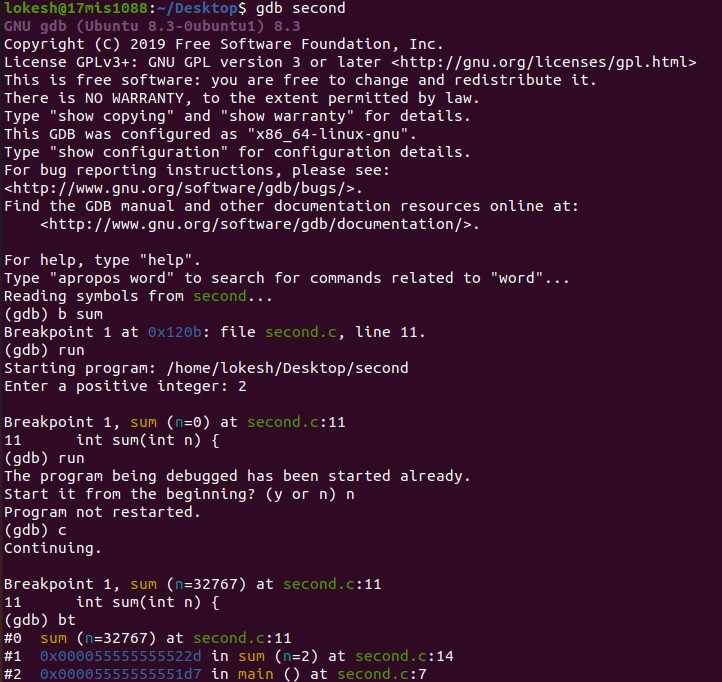 lokesh@17mis1088:~/Desktop$ gdb second
GNU gdb (Ubuntu 8.3-0ubuntu1) 8.3
Copyright (C) 2019 Free Software Foundation, Inc.
License GPLv3+: GNU GPL version 3 or later <http://gnu.org/licenses/gpl.html>
This is free software: you are free to change and redistribute it.
There is NO WARRANTY, to the extent permitted by law.
Type "show copying" and "show warranty" for details.
This GDB was configured as "x86_64-linux-gnu".
Type "show configuration" for configuration details.
For bug reporting instructions, please see:
<http://www.gnu.org/software/gdb/bugs/>.
Find the GDB manual and other documentation resources online at:
    <http://www.gnu.org/software/gdb/documentation/>.

For help, type "help".
Type "apropos word" to search for commands related to "word"...
Reading symbols from second...
(gdb) b sum
Breakpoint 1 at 0x120b: file second.c, line 11.
(gdb) run
Starting program: /home/lokesh/Desktop/second
Enter a positive integer: 2

Breakpoint 1, sum (n=0) at second.c:11
11      int sum(int n) {
(gdb) run
The program being debugged has been started already.
Start it from the beginning? (y or n) n
Program not restarted.
(gdb) c
Continuing.

Breakpoint 1, sum (n=32767) at second.c:11
11      int sum(int n) {
(gdb) bt
#0  sum (n=32767) at second.c:11
#1  0x000055555555522d in sum (n=2) at second.c:14
#2  0x00005555555551d7 in main () at second.c:7